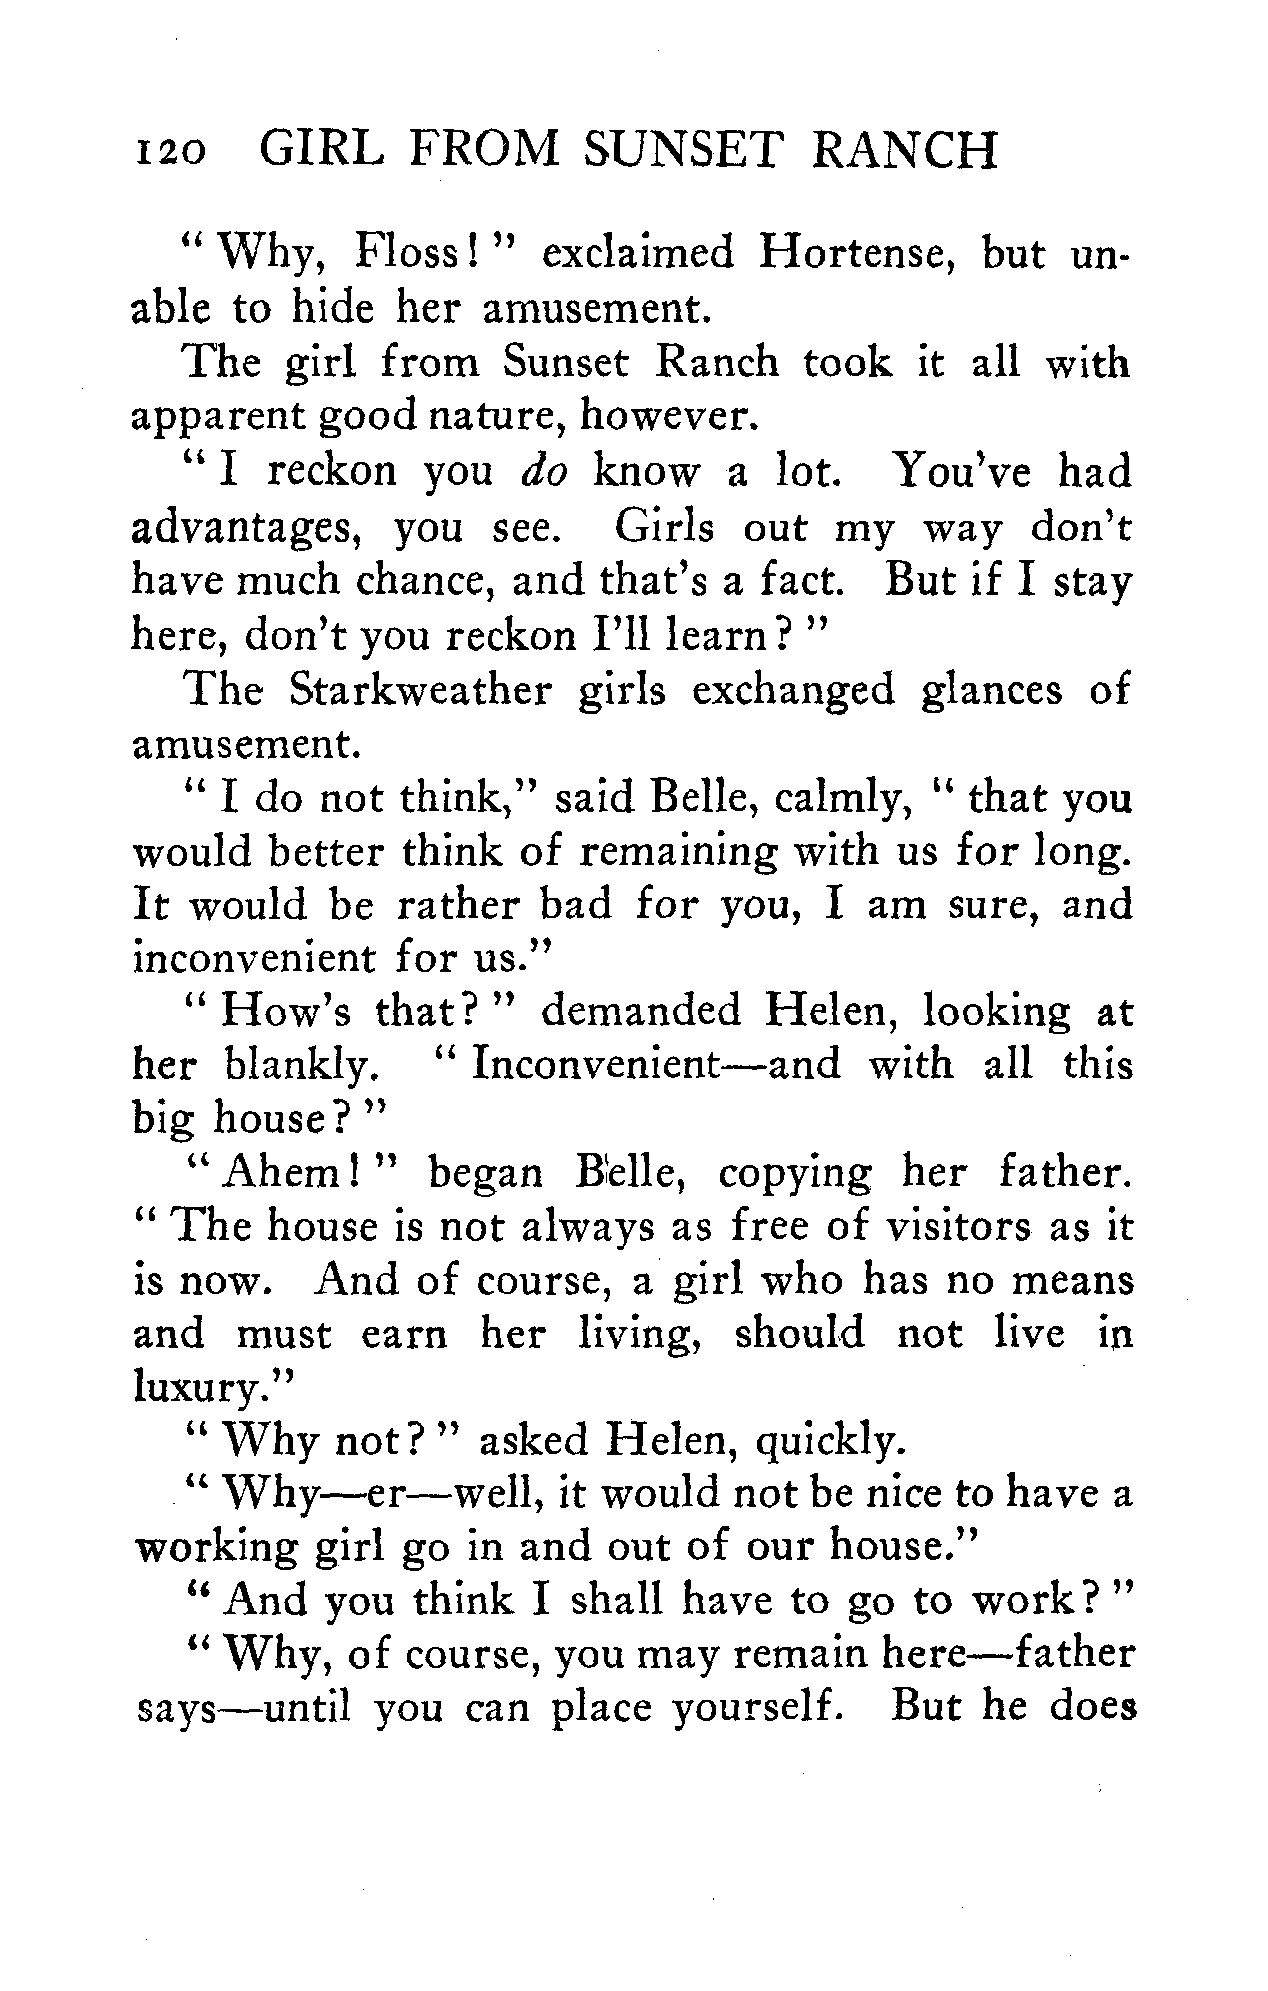 120 GIRL FROM SUNSET RANCH
" Why, Floss! " exclaimed Hortense, but un-
able to hide her amusement.
The girl from Sunset Ranch took it all with
apparent good nature, however.
" I reckon you do know a lot. You've had
advantages, you see. Girls out my way don't
have much chance, and that's a fact. But if I stay
here, don't you reckon I'll learn? "
The Starkweather girls exchanged glances of
amusement.
" I do not think," said Belle, calmly, " that you
would better think of remaining with us for long.
It would be rather bad for you, I am sure, and
inconvenient for us."
" How's that? " demanded Helen, looking at
her blankly. " Inconvenient—and with all this
big house? "
" Ahem! " began Belle, copying her father.
" The house is not always as free of visitors as it
is now. And of course, a girl who has no means
and must earn her living, should not live in
luxury."
" Why not? " asked Helen, quickly.
" Why—er—well, it would not be nice to have a
working girl go in and out of our house."
" And you think I shall have to go to work? "
" Why, of course, you may remain here—father
says—until you can place yourself. But he does